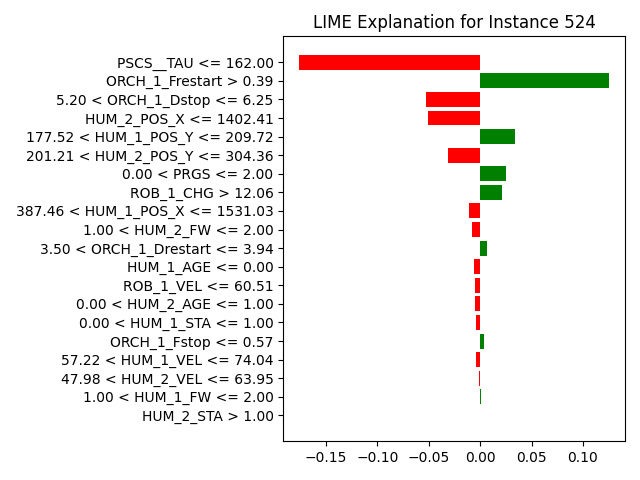 LIME Explanation for Instance 524
PSCS__TAU <= 162.00
ORCH_1_Frestart > 0.39
5.20 < ORCH_1_Dstop <= 6.25
HUM_2_POS_X <= 1402.41
177.52 < HUM_1_POS_Y <= 209.72
201.21 < HUM_2_POS_Y <= 304.36
0.00 < PRGS <= 2.00
ROB_1_CHG > 12.06
387.46 < HUM_1_POS_X <= 1531.03
1.00 < HUM_2_FW <= 2.00
3.50 < ORCH_1_Drestart <= 3.94
HUM_1_AGE <= 0.00
ROB_1_VEL <= 60.51
0.00 < HUM_2_AGE <= 1.00
0.00 < HUM_1_STA <= 1.00
ORCH_1_Fstop <= 0.57
57.22 < HUM_1_VEL <= 74.04
47.98 < HUM_2_VEL <= 63.95
1.00 < HUM_1_FW <= 2.00
HUM_2_STA > 1.00
−0.15 −0.10 −0.05 0.00 0.05 0.10